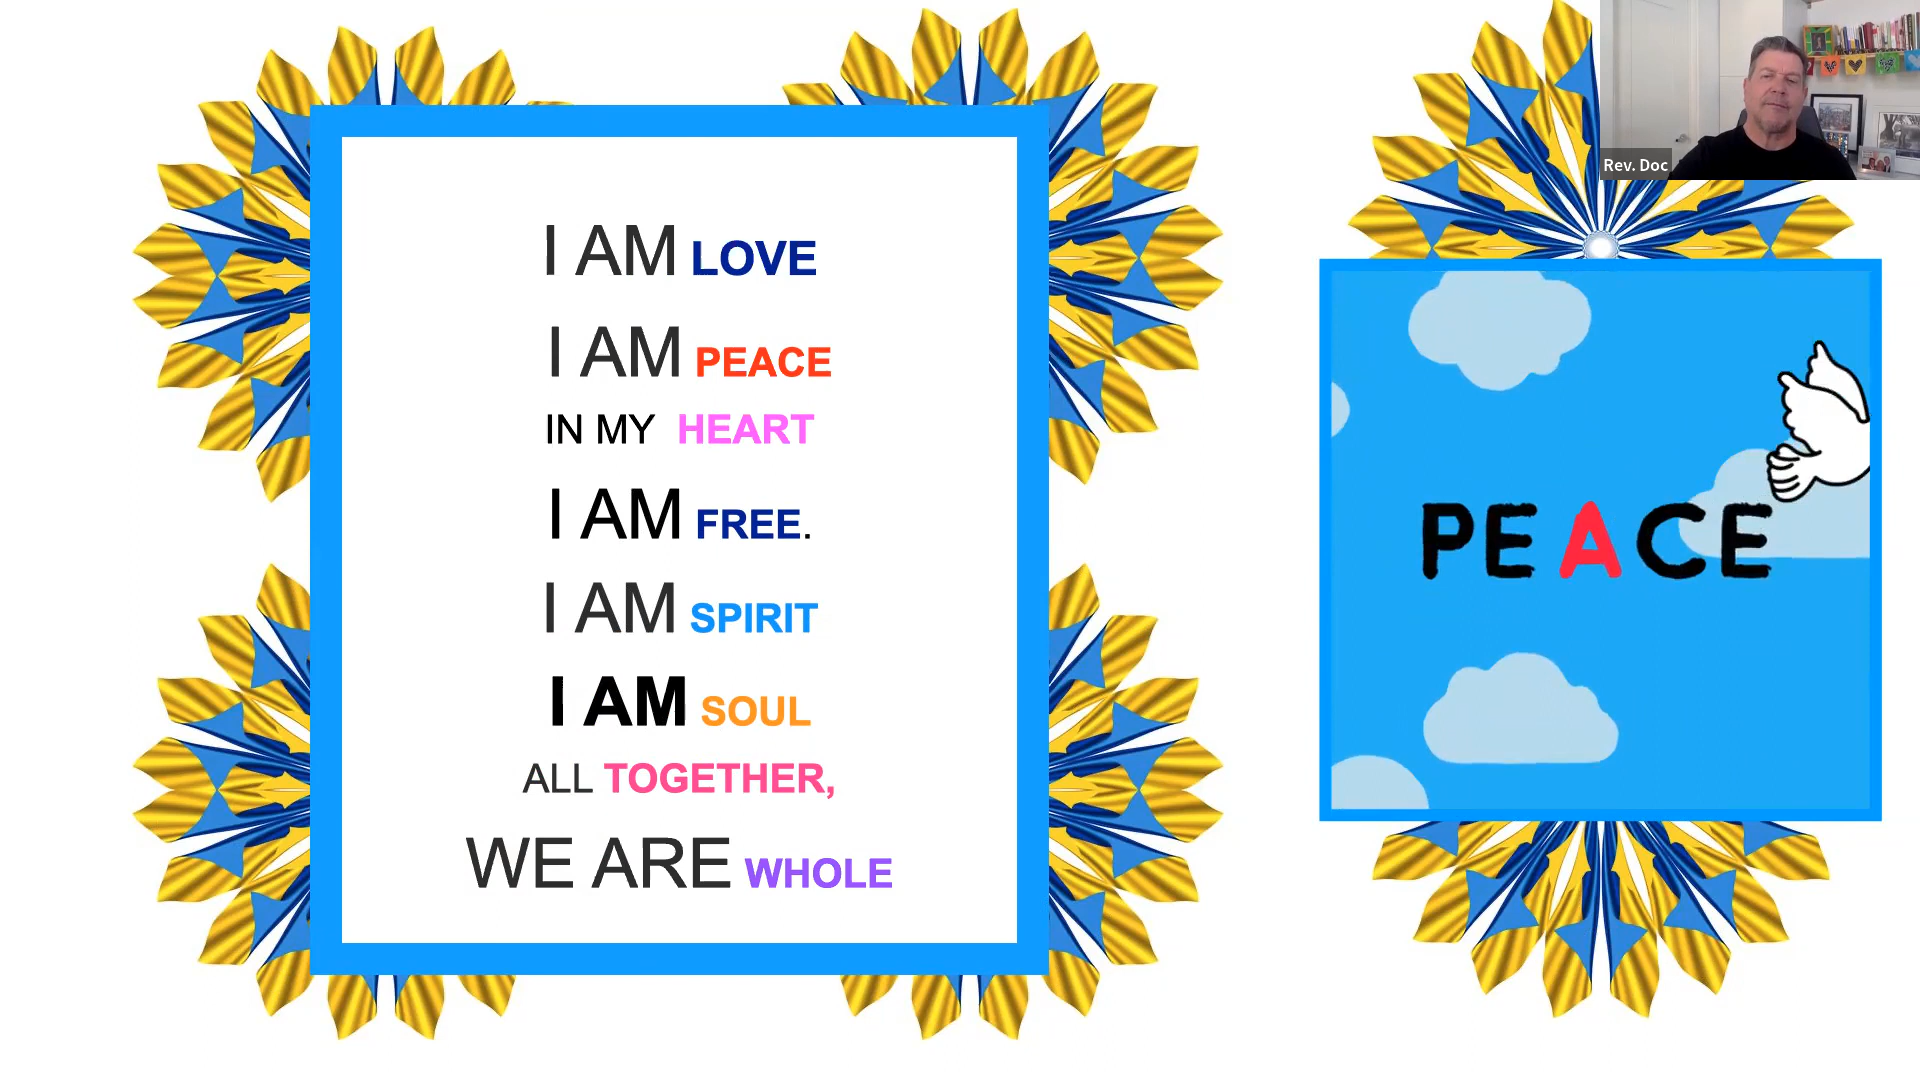 I AM LOVE
I AM PEACE
IN MY HEART
I AM FREE.
I AM SPIRIT
I AM SOUL
ALL TOGETHER,
WE ARE WHOLE
Rev. Doc
PEACE